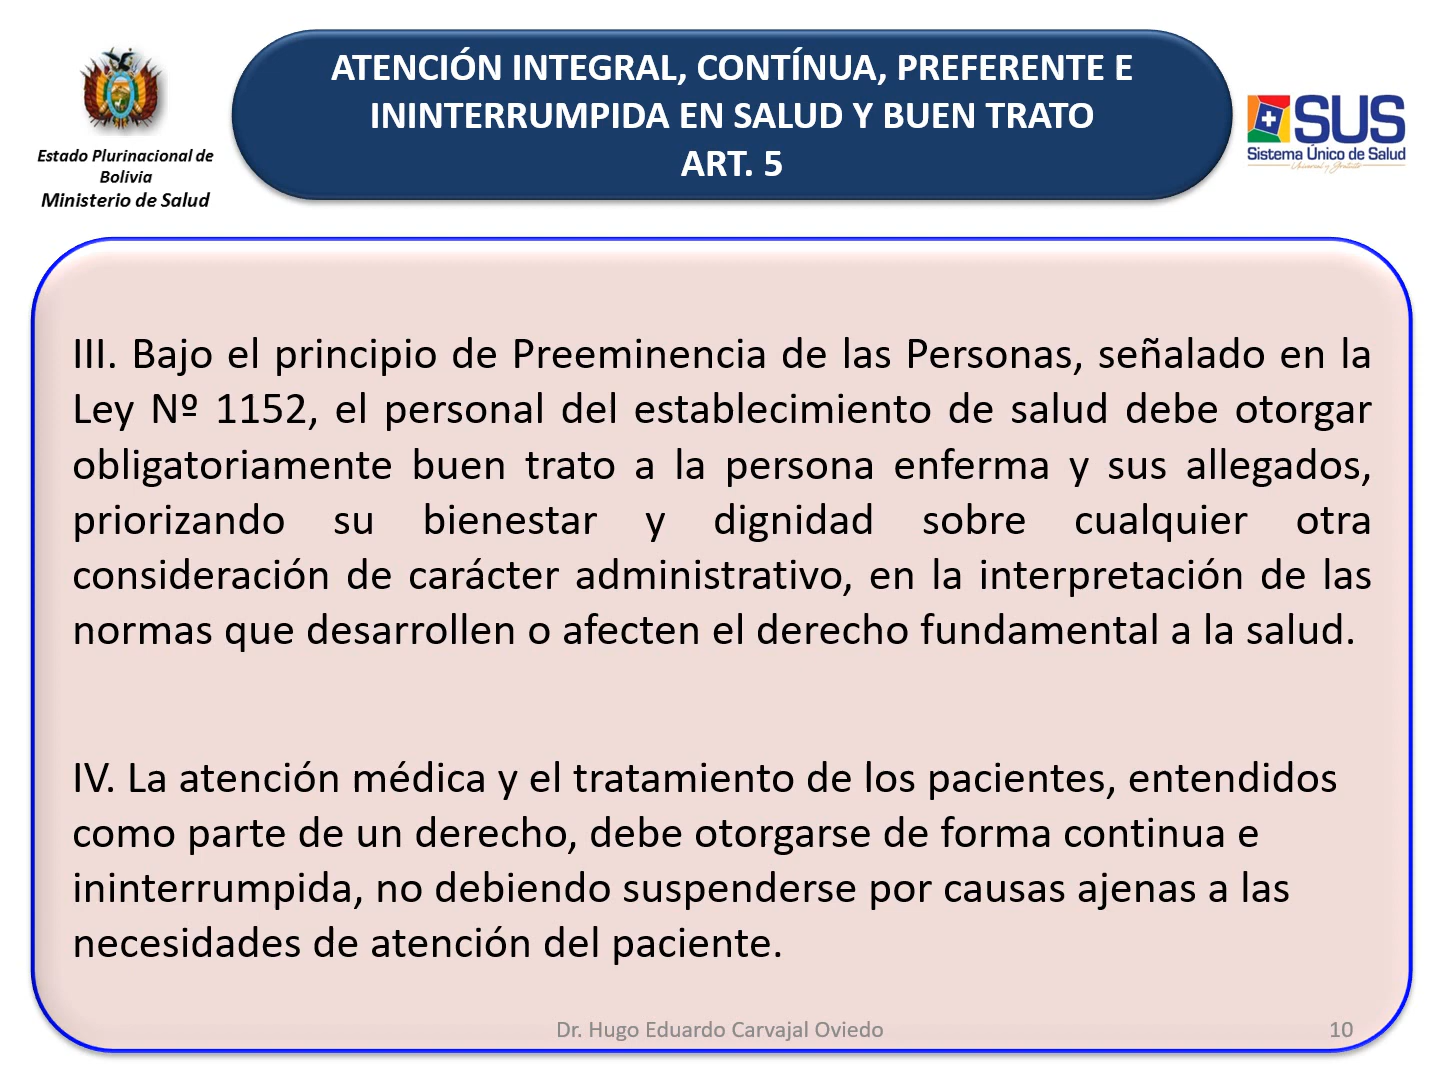 ATENCIÓN INTEGRAL, CONTÍNUA, PREFERENTE E
ININTERRUMPIDA EN SALUD Y BUEN TRATO
ART. 5
Estado Plurinacional de
Bolivia
Ministerio de Salud
SUS
Sistema Único de Salud
Universal y Gratuito
III. Bajo el principio de Preeminencia de las Personas, señalado en la
Ley Nº 1152, el personal del establecimiento de salud debe otorgar
obligatoriamente buen trato a la persona enferma y sus allegados,
priorizando su bienestar y dignidad sobre cualquier otra
consideración de carácter administrativo, en la interpretación de las
normas que desarrollen o afecten el derecho fundamental a la salud.
IV. La atención médica y el tratamiento de los pacientes, entendidos
como parte de un derecho, debe otorgarse de forma continua e
ininterrumpida, no debiendo suspenderse por causas ajenas a las
necesidades de atención del paciente.
Dr. Hugo Eduardo Carvajal Oviedo
10